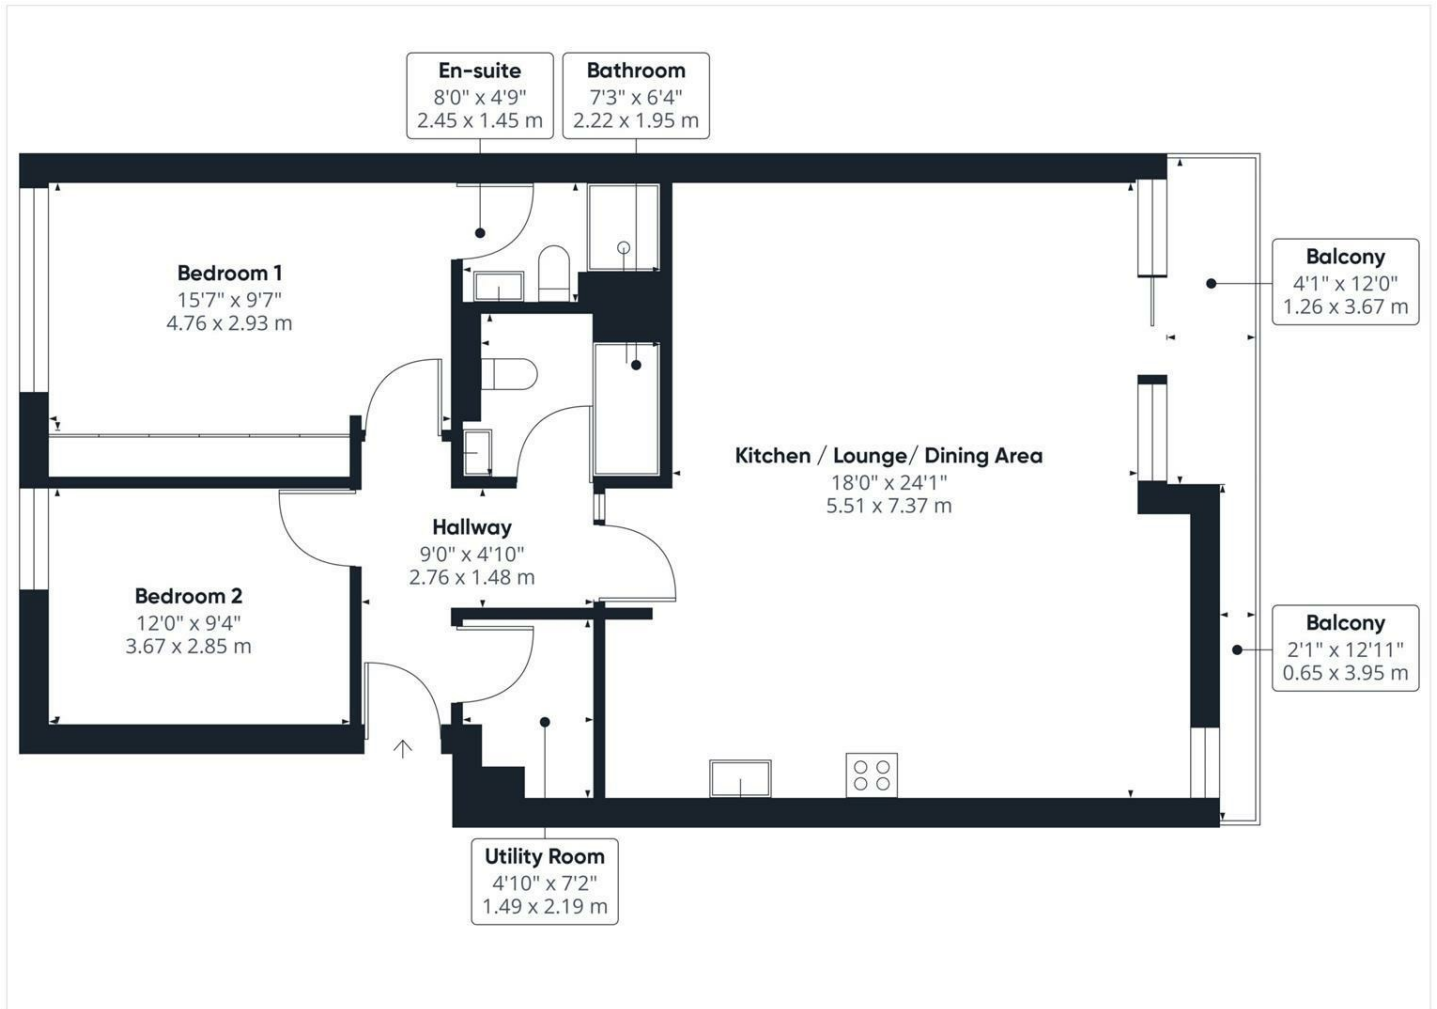 En-suite
8'0" x 4'9"
2.45 x 1.45 m
Bathroom
7'3" x 6'4"
2.22 x 1.95 m
Bedroom 1
15'7" x 9'7"
4.76 x 2.93 m
Balcony
4'1" x 12'0"
1.26 x 3.67 m
Kitchen / Lounge/ Dining Area
18'0" x 24'1"
5.51 x 7.37 m
Hallway
9'0" x 4'10"
2.76 x 1.48 m
Bedroom 2
12'0" x 9'4"
3.67 x 2.85 m
Balcony
2'1" x 12'11"
0.65 x 3.95 m
Utility Room
4'10" x 7'2"
1.49 x 2.19 m